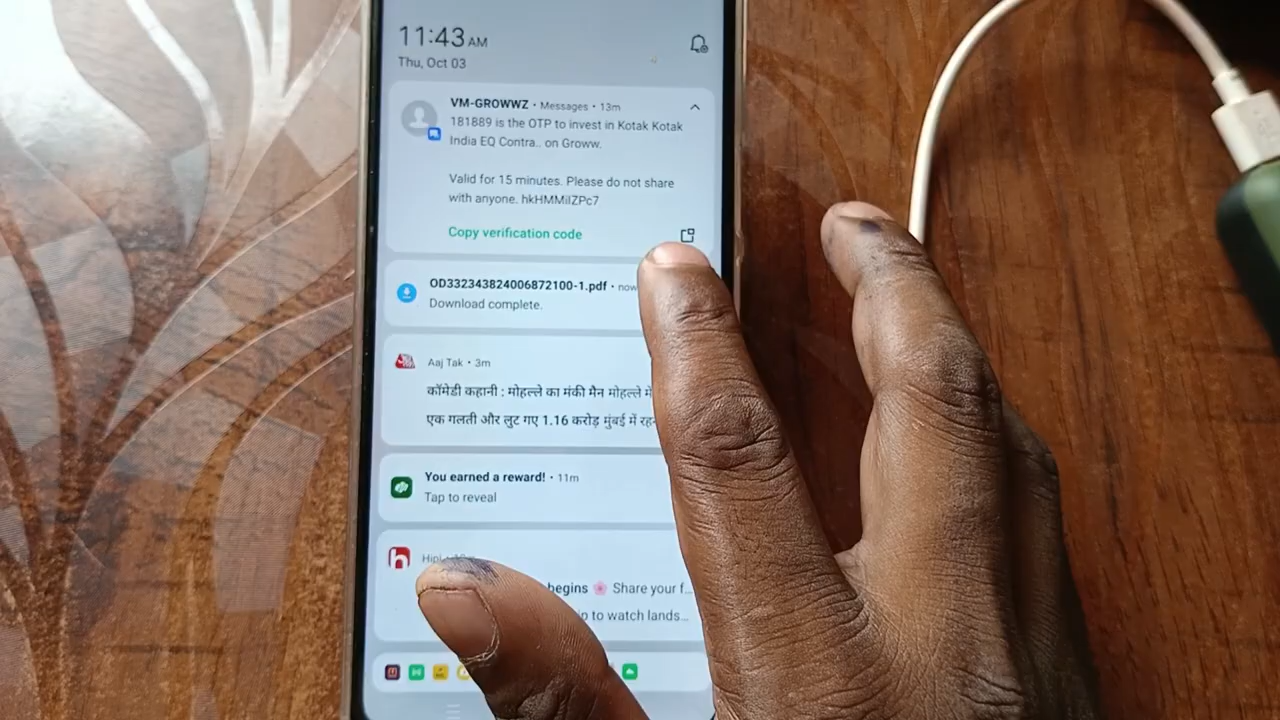 11:43 AM
Thu, Oct 03
VM-GROWWZ • Messages • 13m
181889 is the OTP to invest in Kotak Kotak
India EQ Contra.. on Groww.
Valid for 15 minutes. Please do not share
with anyone. hkHMMiIZPc7
Copy verification code
OD332343824006872100-1.pdf • now
Download complete.
Aaj Tak • 3m
कॉमेडी कहानी : मोहल्ले का मंकी मैन मोहल्ले में
एक गलती और लुट गए 1.16 करोड़ मुंबई में
You earned a reward! • 11m
Tap to reveal
Hipi
begins 🌸 Share your f...
to watch lands...